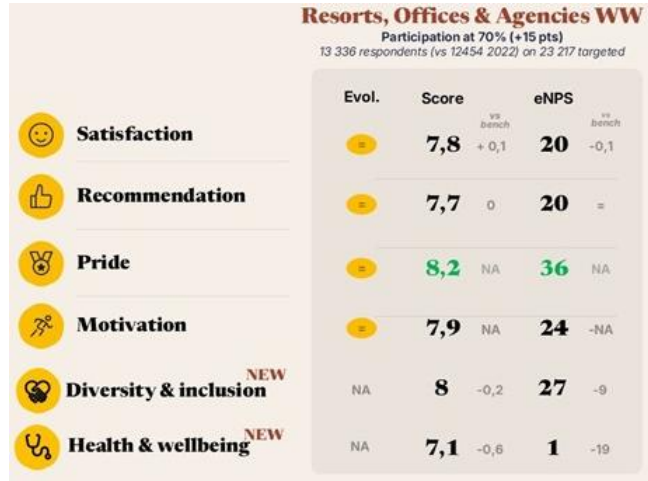 Resorts, Offices & Agencies WW
Participation at 70% (+15 pts)
13 336 respondents (vs 12454 2022) on 23 217 targeted
Evol. Score eNPS
vs bench vs bench
Satisfaction = 7,8 + 0,1 20 -0,1
Recommendation = 7,7 0 20 =
Pride = 8,2 NA 36 NA
Motivation = 7,9 NA 24 -NA
NEW
Diversity & inclusion NA 8 -0,2 27 -9
NEW
Health & wellbeing NA 7,1 -0,6 1 -19